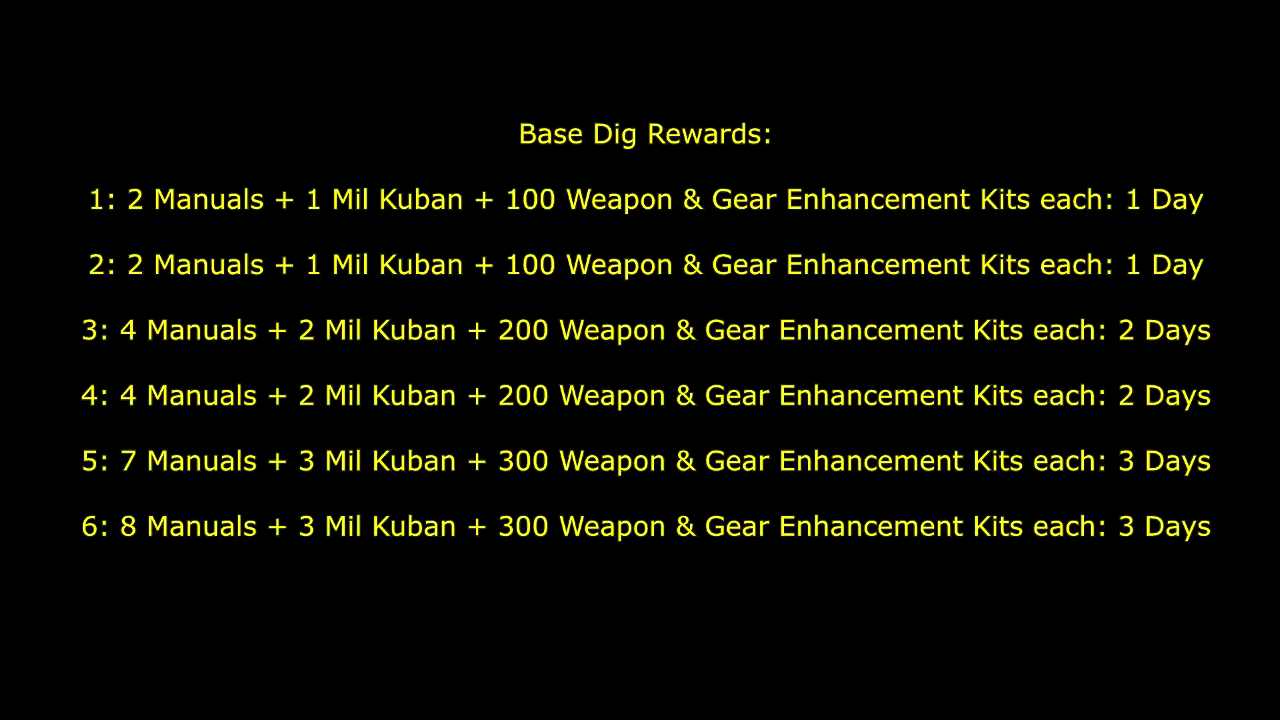 Base Dig Rewards:
1: 2 Manuals + 1 Mil Kuban + 100 Weapon & Gear Enhancement Kits each: 1 Day
2: 2 Manuals + 1 Mil Kuban + 100 Weapon & Gear Enhancement Kits each: 1 Day
3: 4 Manuals + 2 Mil Kuban + 200 Weapon & Gear Enhancement Kits each: 2 Days
4: 4 Manuals + 2 Mil Kuban + 200 Weapon & Gear Enhancement Kits each: 2 Days
5: 7 Manuals + 3 Mil Kuban + 300 Weapon & Gear Enhancement Kits each: 3 Days
6: 8 Manuals + 3 Mil Kuban + 300 Weapon & Gear Enhancement Kits each: 3 Days